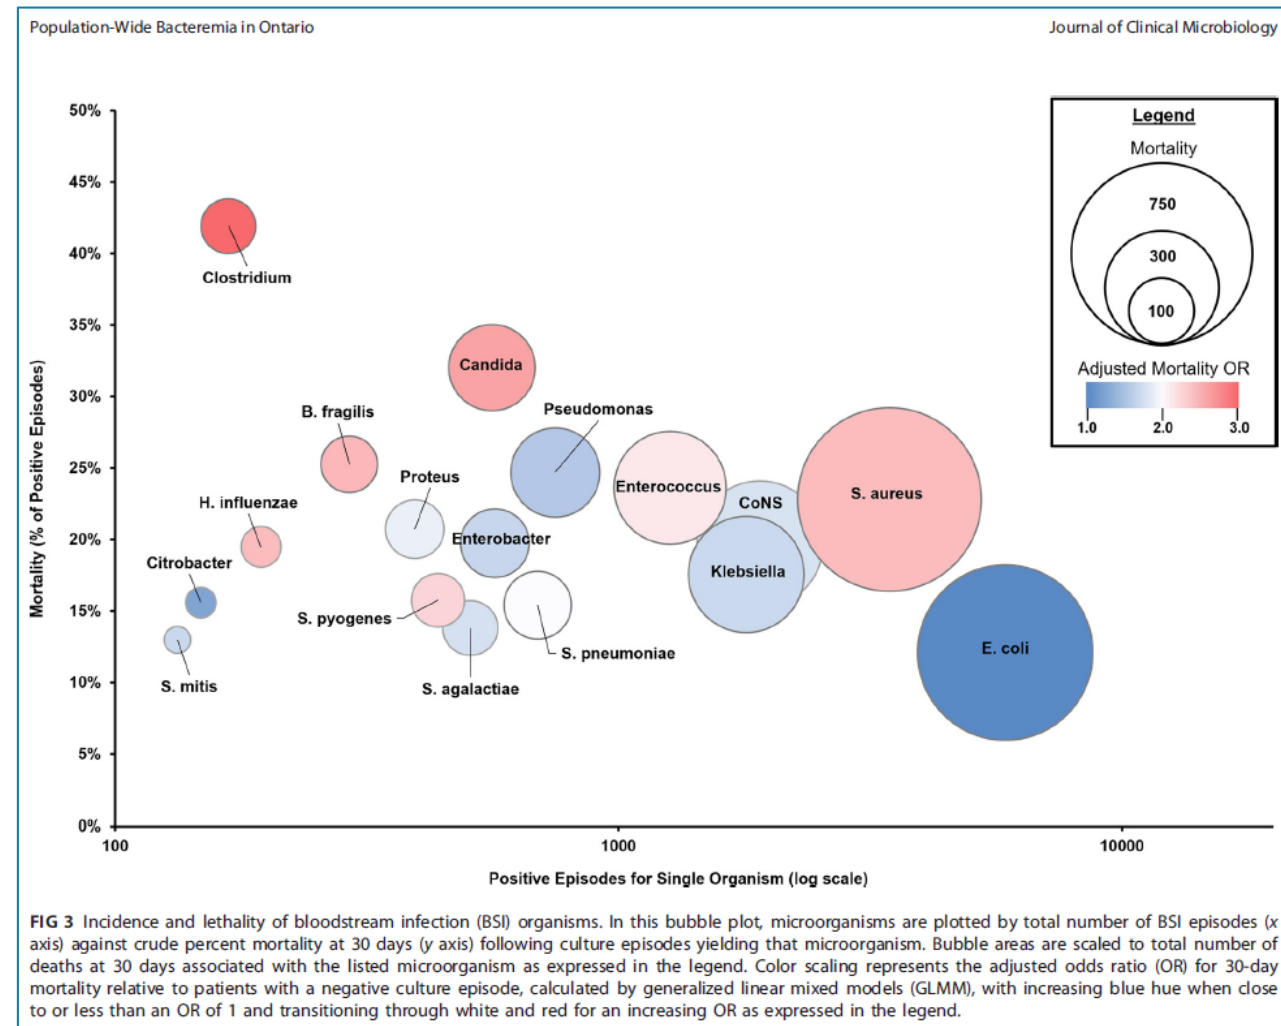 Population-Wide Bacteremia in Ontario
Journal of Clinical Microbiology
50%
45%
40%
35%
30%
25%
20%
15%
10%
5%
0%
Mortality (% of Positive Episodes)
Clostridium
Candida
B. fragilis
Pseudomonas
Proteus
Enterococcus
S. aureus
H. influenzae
CoNS
Enterobacter
Citrobacter
Klebsiella
S. pyogenes
S. pneumoniae
E. coli
S. mitis
S. agalactiae
100
1000
10000
Positive Episodes for Single Organism (log scale)
Legend
Mortality
750
300
100
Adjusted Mortality OR
1.0 2.0 3.0
FIG 3 Incidence and lethality of bloodstream infection (BSI) organisms. In this bubble plot, microorganisms are plotted by total number of BSI episodes (x
axis) against crude percent mortality at 30 days (y axis) following culture episodes yielding that microorganism. Bubble areas are scaled to total number of
deaths at 30 days associated with the listed microorganism as expressed in the legend. Color scaling represents the adjusted odds ratio (OR) for 30-day
mortality relative to patients with a negative culture episode, calculated by generalized linear mixed models (GLMM), with increasing blue hue when close
to or less than an OR of 1 and transitioning through white and red for an increasing OR as expressed in the legend.